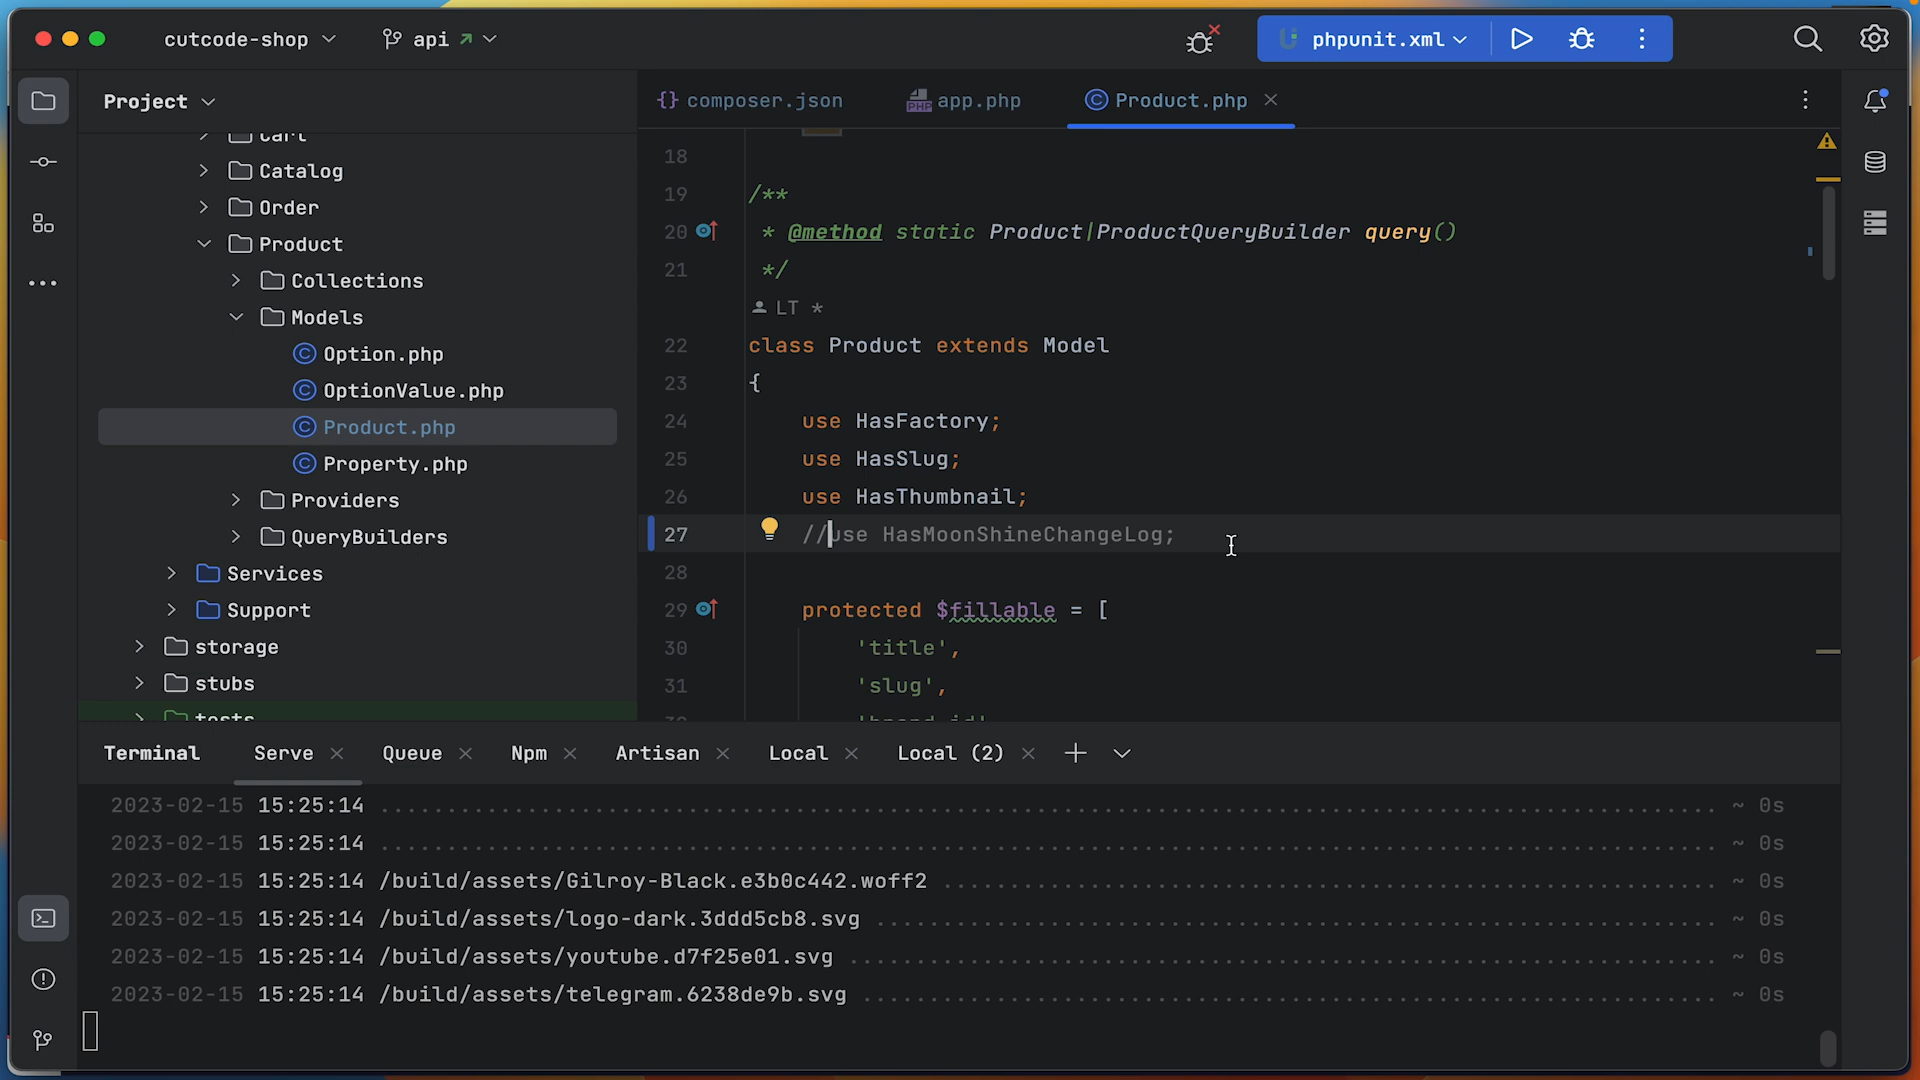 cutcode-shop
api
phpunit.xml
Project
composer.json
app.php
Product.php
Cart
Catalog
Order
Product
Collections
Models
Option.php
OptionValue.php
Product.php
Property.php
Providers
QueryBuilders
Services
Support
storage
stubs
tests
18
19 /**
20 * @method static Product|ProductQueryBuilder query()
21 */
LT *
22 class Product extends Model
23 {
24 use HasFactory;
25 use HasSlug;
26 use HasThumbnail;
27 //use HasMoonShineChangeLog;
28
29 protected $fillable = [
30 'title',
31 'slug',
32 'brand_id'
Terminal Serve Queue Npm Artisan Local Local (2)
2023-02-15 15:25:14 ........ ~ 0s
2023-02-15 15:25:14 ........ ~ 0s
2023-02-15 15:25:14 /build/assets/Gilroy-Black.e3b0c442.woff2 ........ ~ 0s
2023-02-15 15:25:14 /build/assets/logo-dark.3ddd5cb8.svg ........ ~ 0s
2023-02-15 15:25:14 /build/assets/youtube.d7f25e01.svg ........ ~ 0s
2023-02-15 15:25:14 /build/assets/telegram.6238de9b.svg ........ ~ 0s